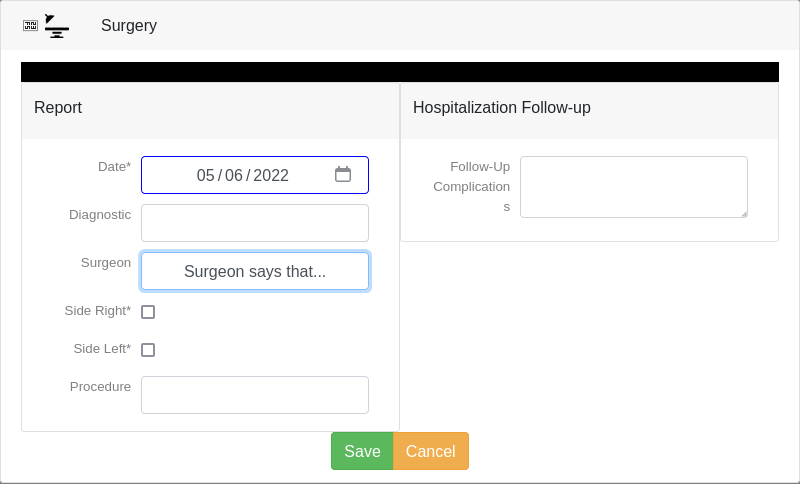 Surgery
Report
Hospitalization Follow-up
Date*
05/06/2022
Follow-Up
Complication
s
Diagnostic
Surgeon
Surgeon says that...
Side Right*
Side Left*
Procedure
Save
Cancel